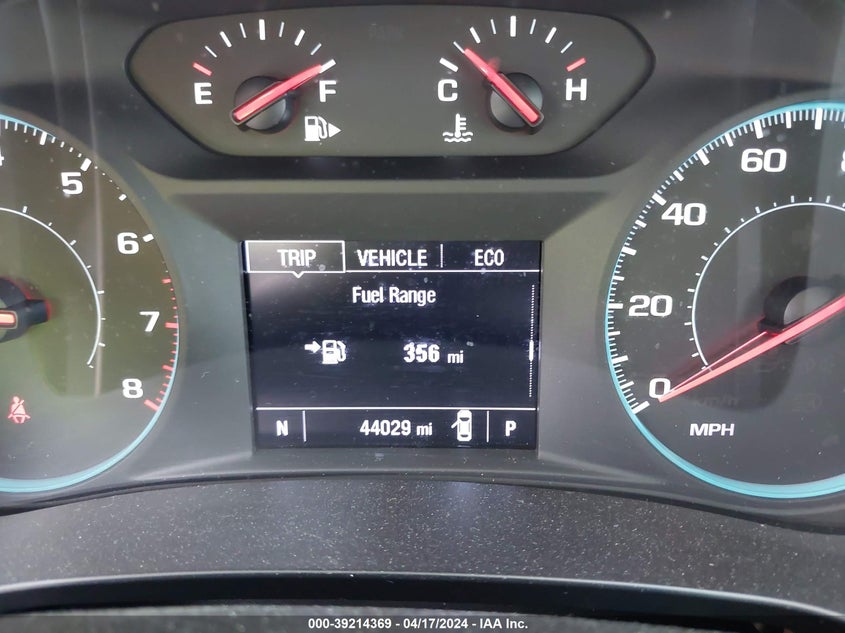 E F C H
4 5 6 7 8
TRIP VEHICLE ECO
Fuel Range
356 mi
N 44029 mi P
0 20 40 60
MPH
000-39214369 - 04/17/2024 - IAA Inc.